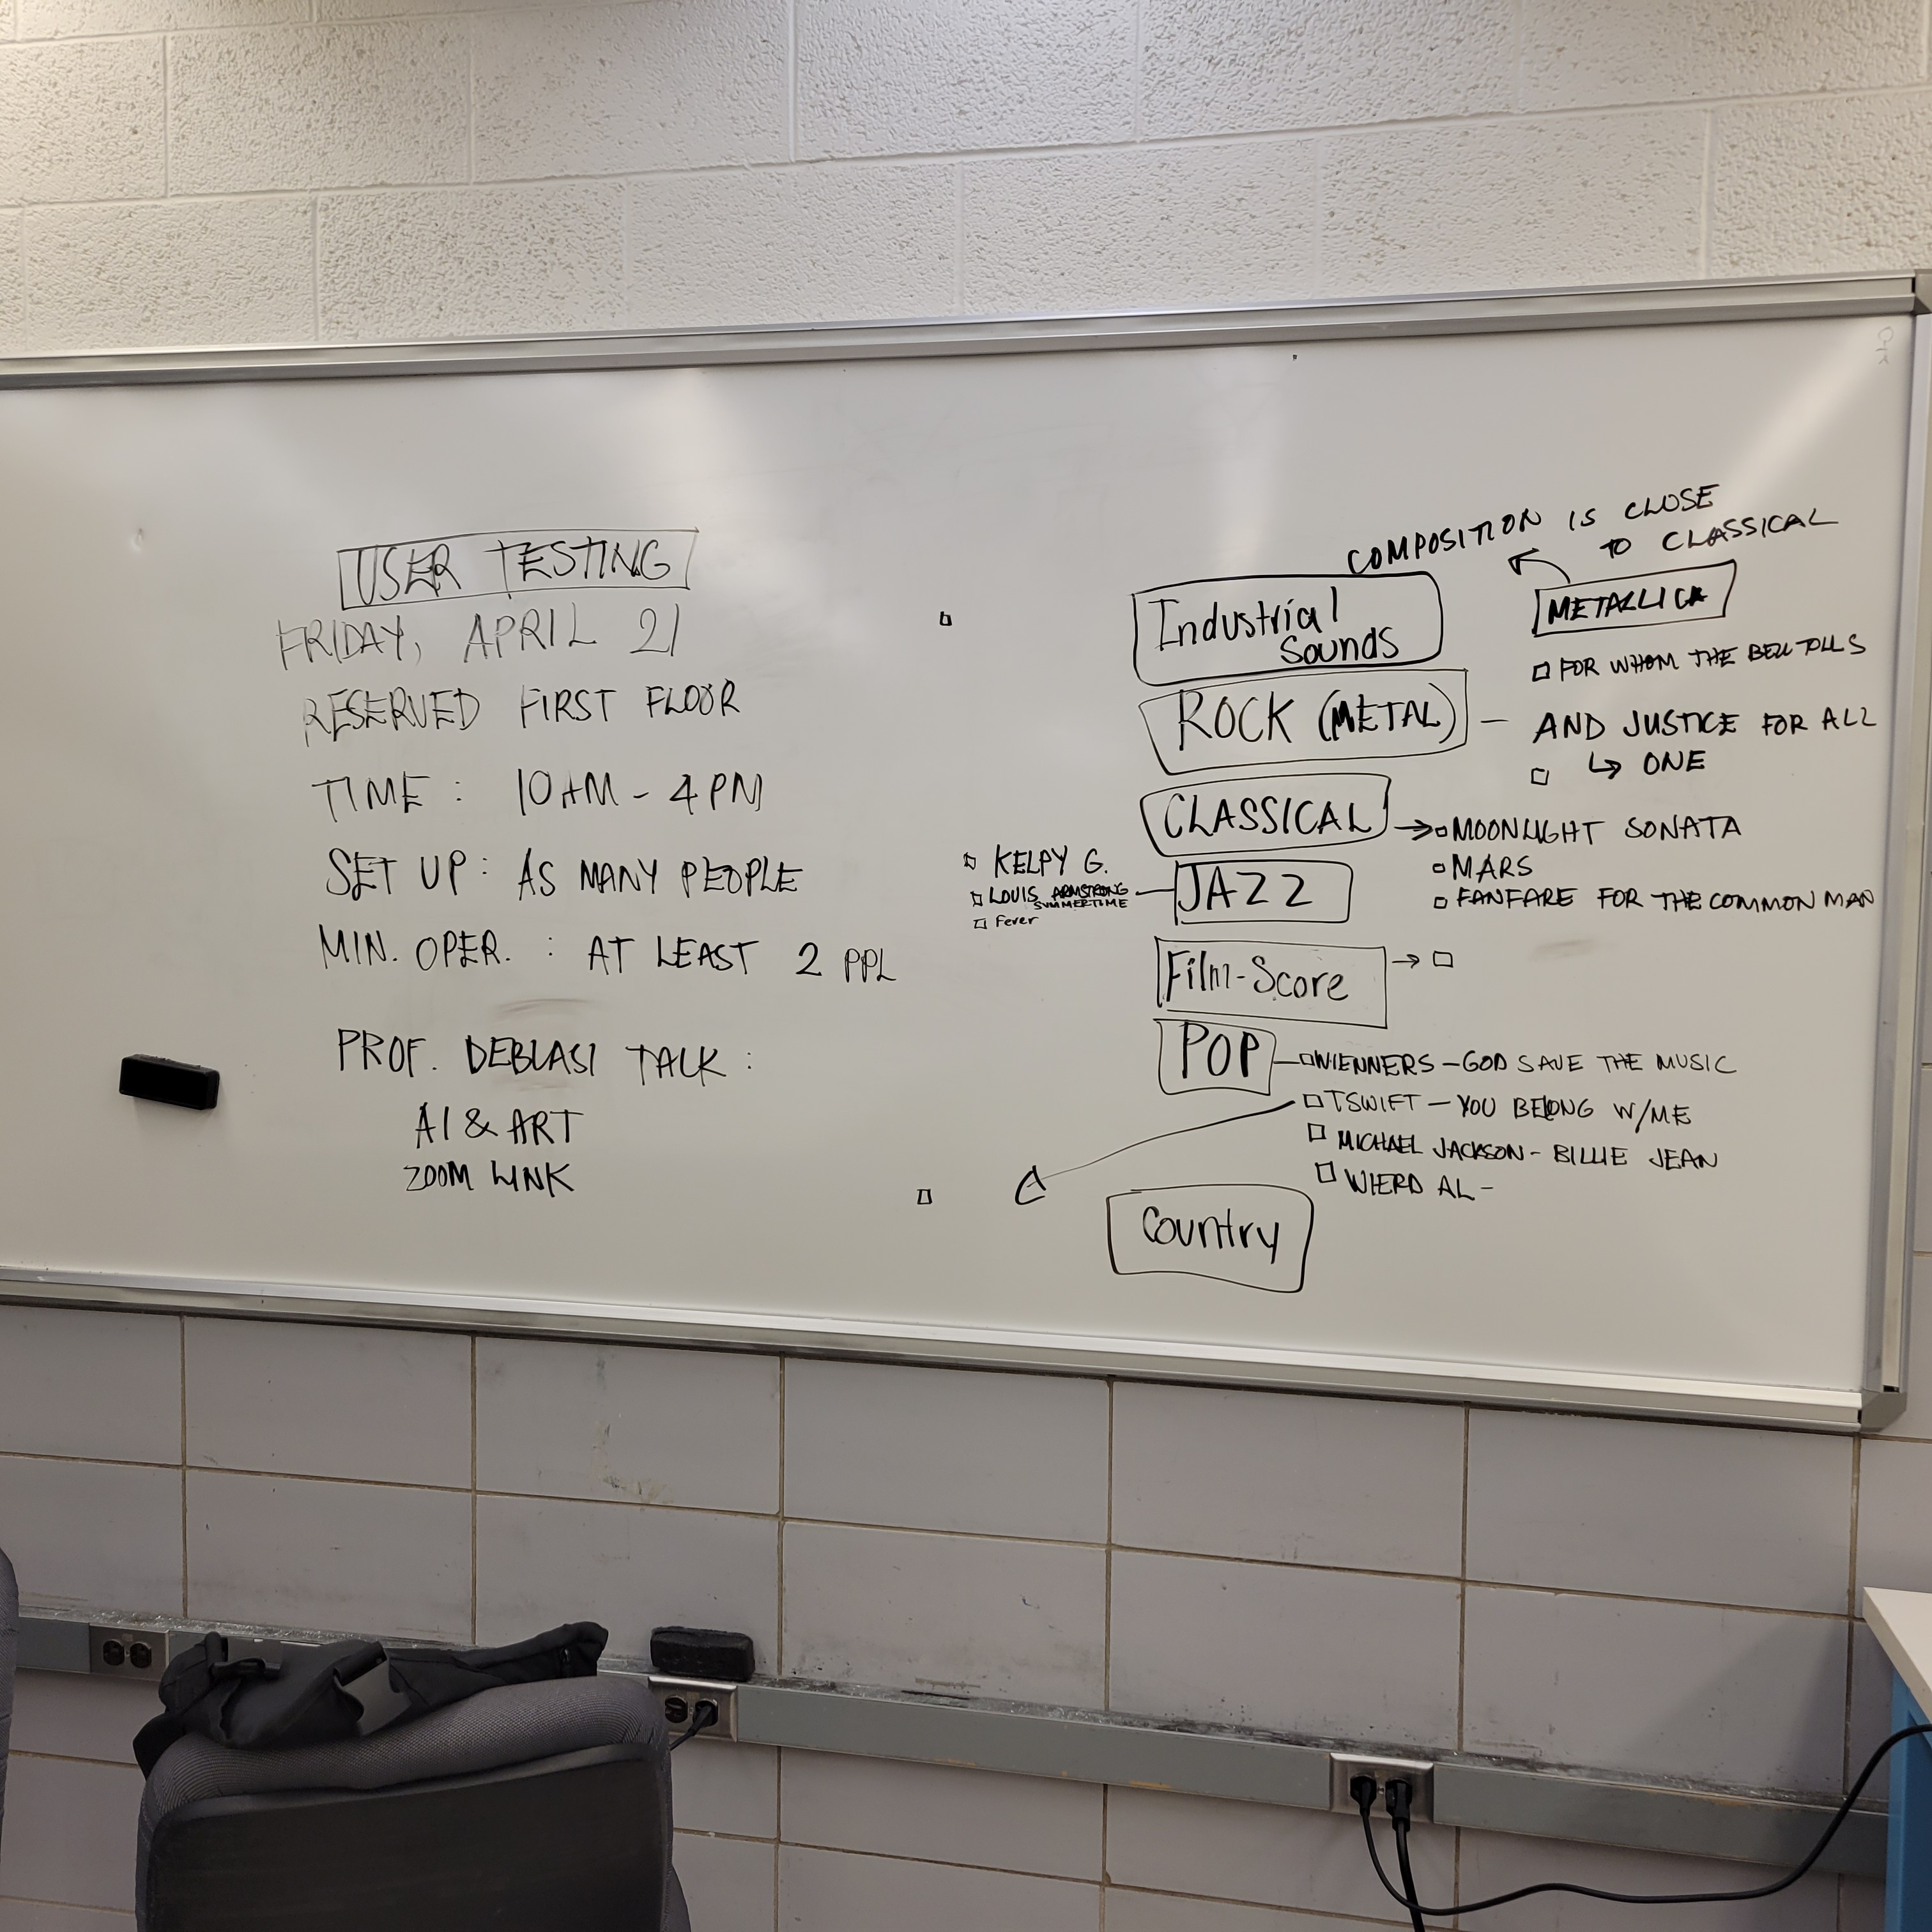 USER TESTING
FRIDAY, APRIL 21
RESERVED FIRST FLOOR
TIME : 10 AM - 4 PM
SET UP : AS MANY PEOPLE
MIN. OPER. : AT LEAST 2 PPL
PROF. DEBLASI TALK :
AI & ART
ZOOM LINK
COMPOSITION IS CLOSE
TO CLASSICAL
METALLICA
FOR WHOM THE BELL TOLLS
Industrial
Sounds
ROCK (METAL) — AND JUSTICE FOR ALL
↳ ONE
CLASSICAL → MOONLIGHT SONATA
MARS
FANFARE FOR THE COMMON MAN
JAZZ
KELPY G.
LOUIS ARMSTRONG
SUMMERTIME
Fever
Film-Score →
POP — WIENNERS - GOD SAVE THE MUSIC
TSWIFT - YOU BELONG W/ME
MICHAEL JACKSON - BILLIE JEAN
WIERD AL -
Country